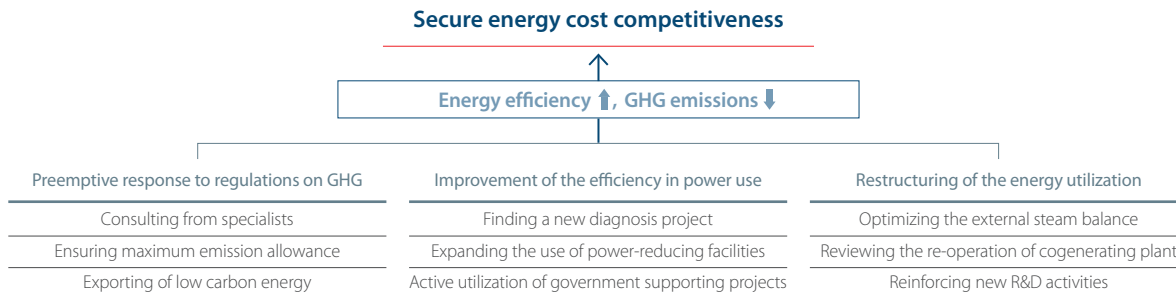 Secure energy cost competitiveness
Energy efficiency ⬆, GHG emissions ⬇
Preemptive response to regulations on GHG
Consulting from specialists
Ensuring maximum emission allowance
Exporting of low carbon energy
Improvement of the efficiency in power use
Finding a new diagnosis project
Expanding the use of power-reducing facilities
Active utilization of government supporting projects
Restructuring of the energy utilization
Optimizing the external steam balance
Reviewing the re-operation of cogenerating plant
Reinforcing new R&D activities